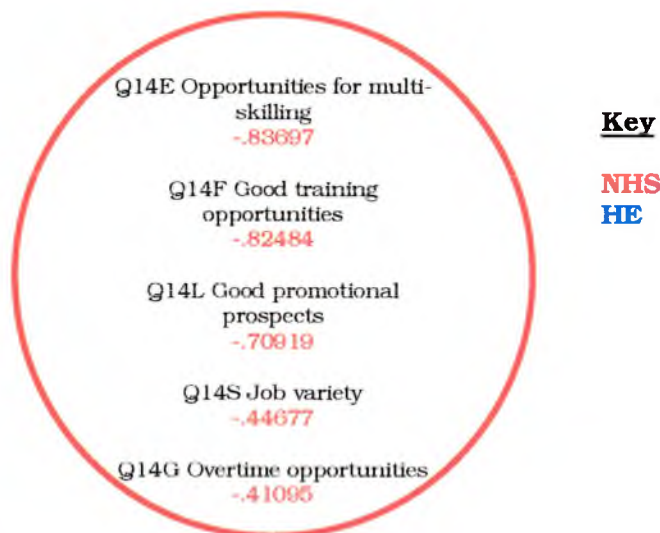 Q14E Opportunities for multi-
skilling
-.83697
Q14F Good training
opportunities
-.82484
Q14L Good promotional
prospects
-.70919
Q14S Job variety
-.44677
Q14G Overtime opportunities
-.41095
Key
NHS
HE